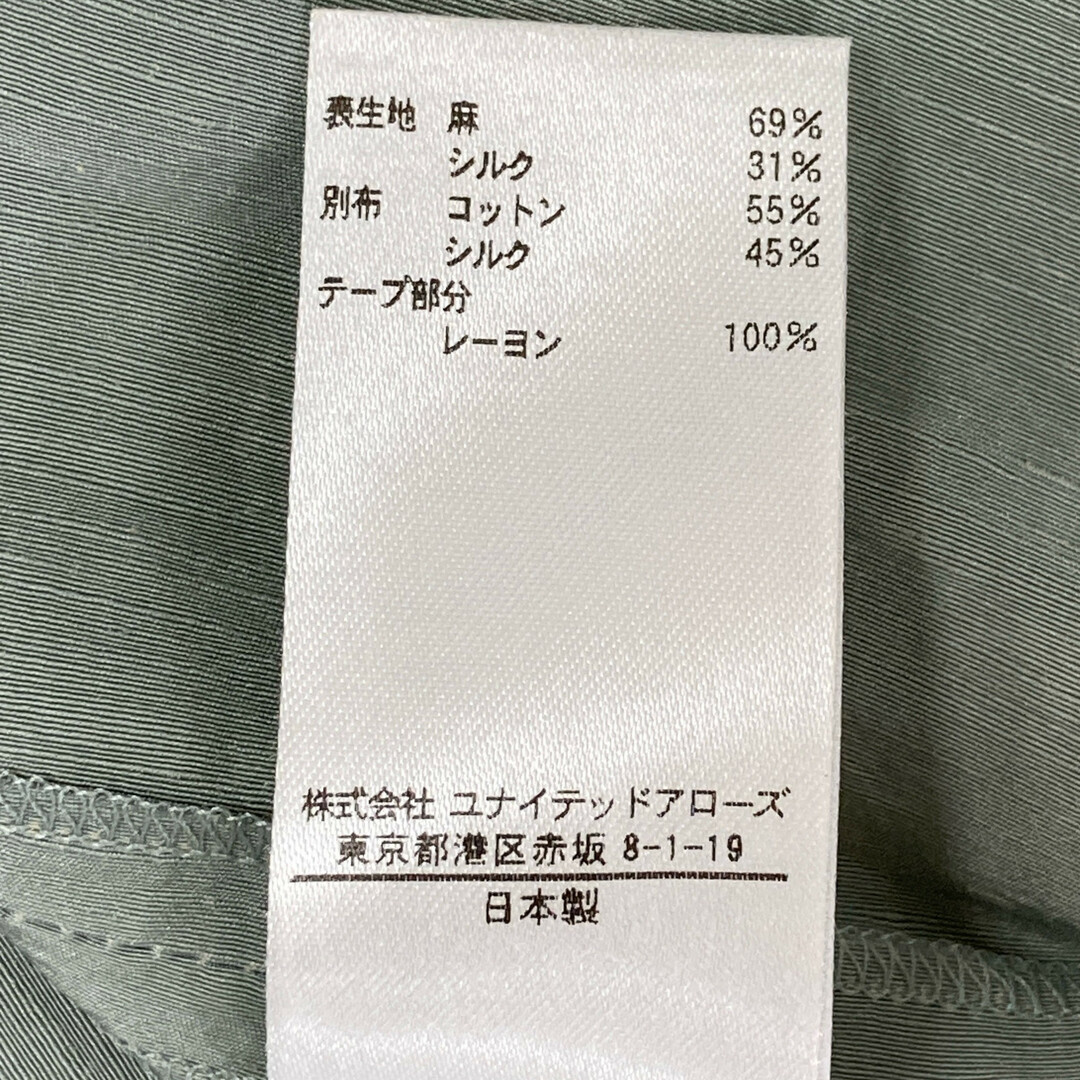 表生地 麻 69%
シルク 31%
別布 コットン 55%
シルク 45%
テープ部分
レーヨン 100%
株式会社 ユナイテッドアローズ
東京都港区赤坂 8-1-19
日本製